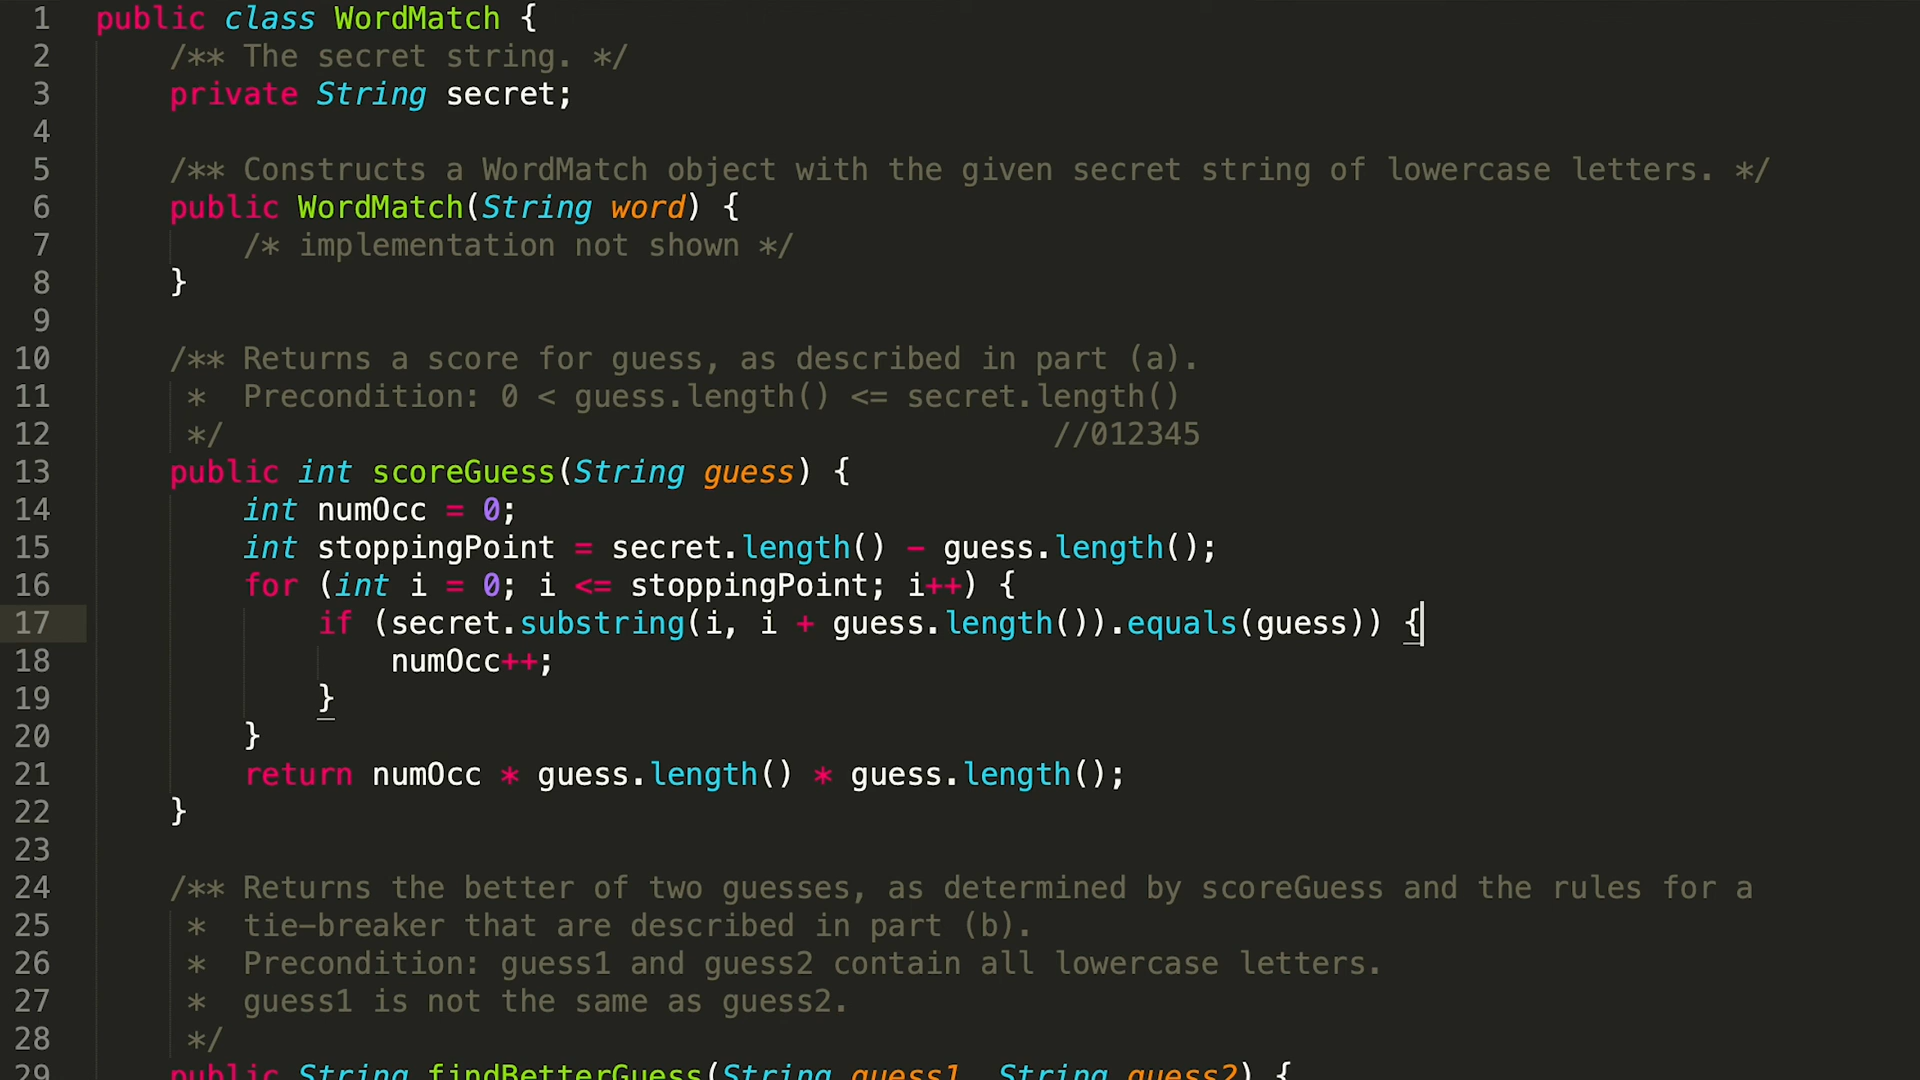 1 public class WordMatch {
2 /** The secret string. */
3 private String secret;
4
5 /** Constructs a WordMatch object with the given secret string of lowercase letters. */
6 public WordMatch(String word) {
7 /* implementation not shown */
8 }
9
10 /** Returns a score for guess, as described in part (a).
11 * Precondition: 0 < guess.length() <= secret.length()
12 */ //012345
13 public int scoreGuess(String guess) {
14 int numOcc = 0;
15 int stoppingPoint = secret.length() - guess.length();
16 for (int i = 0; i <= stoppingPoint; i++) {
17 if (secret.substring(i, i + guess.length()).equals(guess)) {
18 numOcc++;
19 }
20 }
21 return numOcc * guess.length() * guess.length();
22 }
23
24 /** Returns the better of two guesses, as determined by scoreGuess and the rules for a
25 * tie-breaker that are described in part (b).
26 * Precondition: guess1 and guess2 contain all lowercase letters.
27 * guess1 is not the same as guess2.
28 */
29 public String findBetterGuess(String guess1, String guess2) {